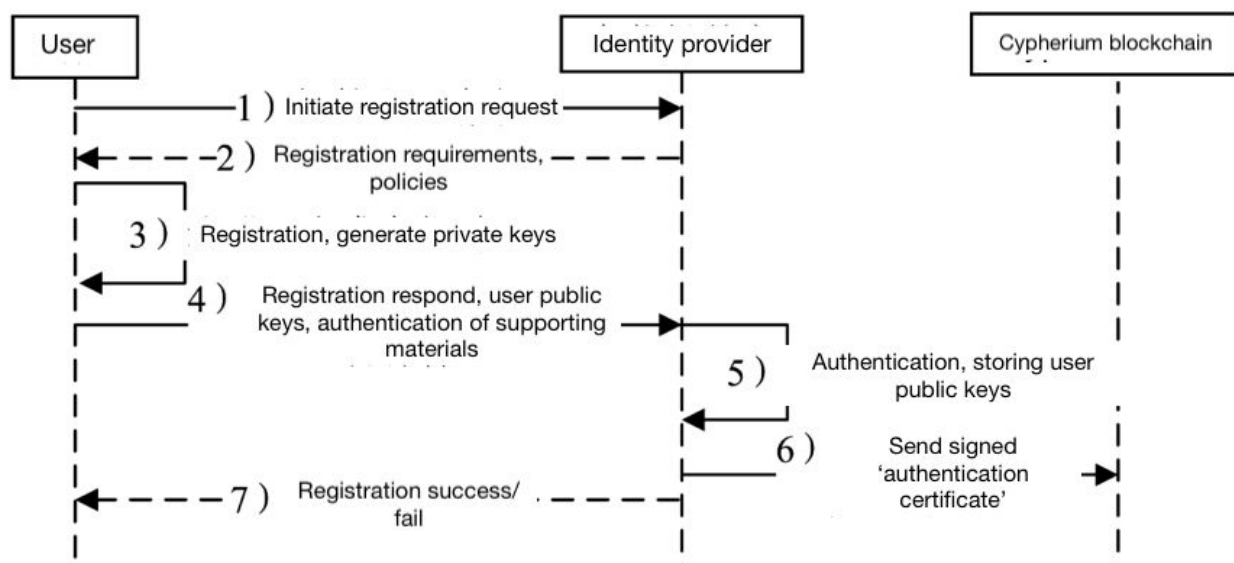 User
Identity provider
Cypherium blockchain
1) Initiate registration request
2) Registration requirements,
policies
3) Registration, generate private keys
4) Registration respond, user public
keys, authentication of supporting
materials
5) Authentication, storing user
public keys
6) Send signed
‘authentication
certificate’
7) Registration success/
fail